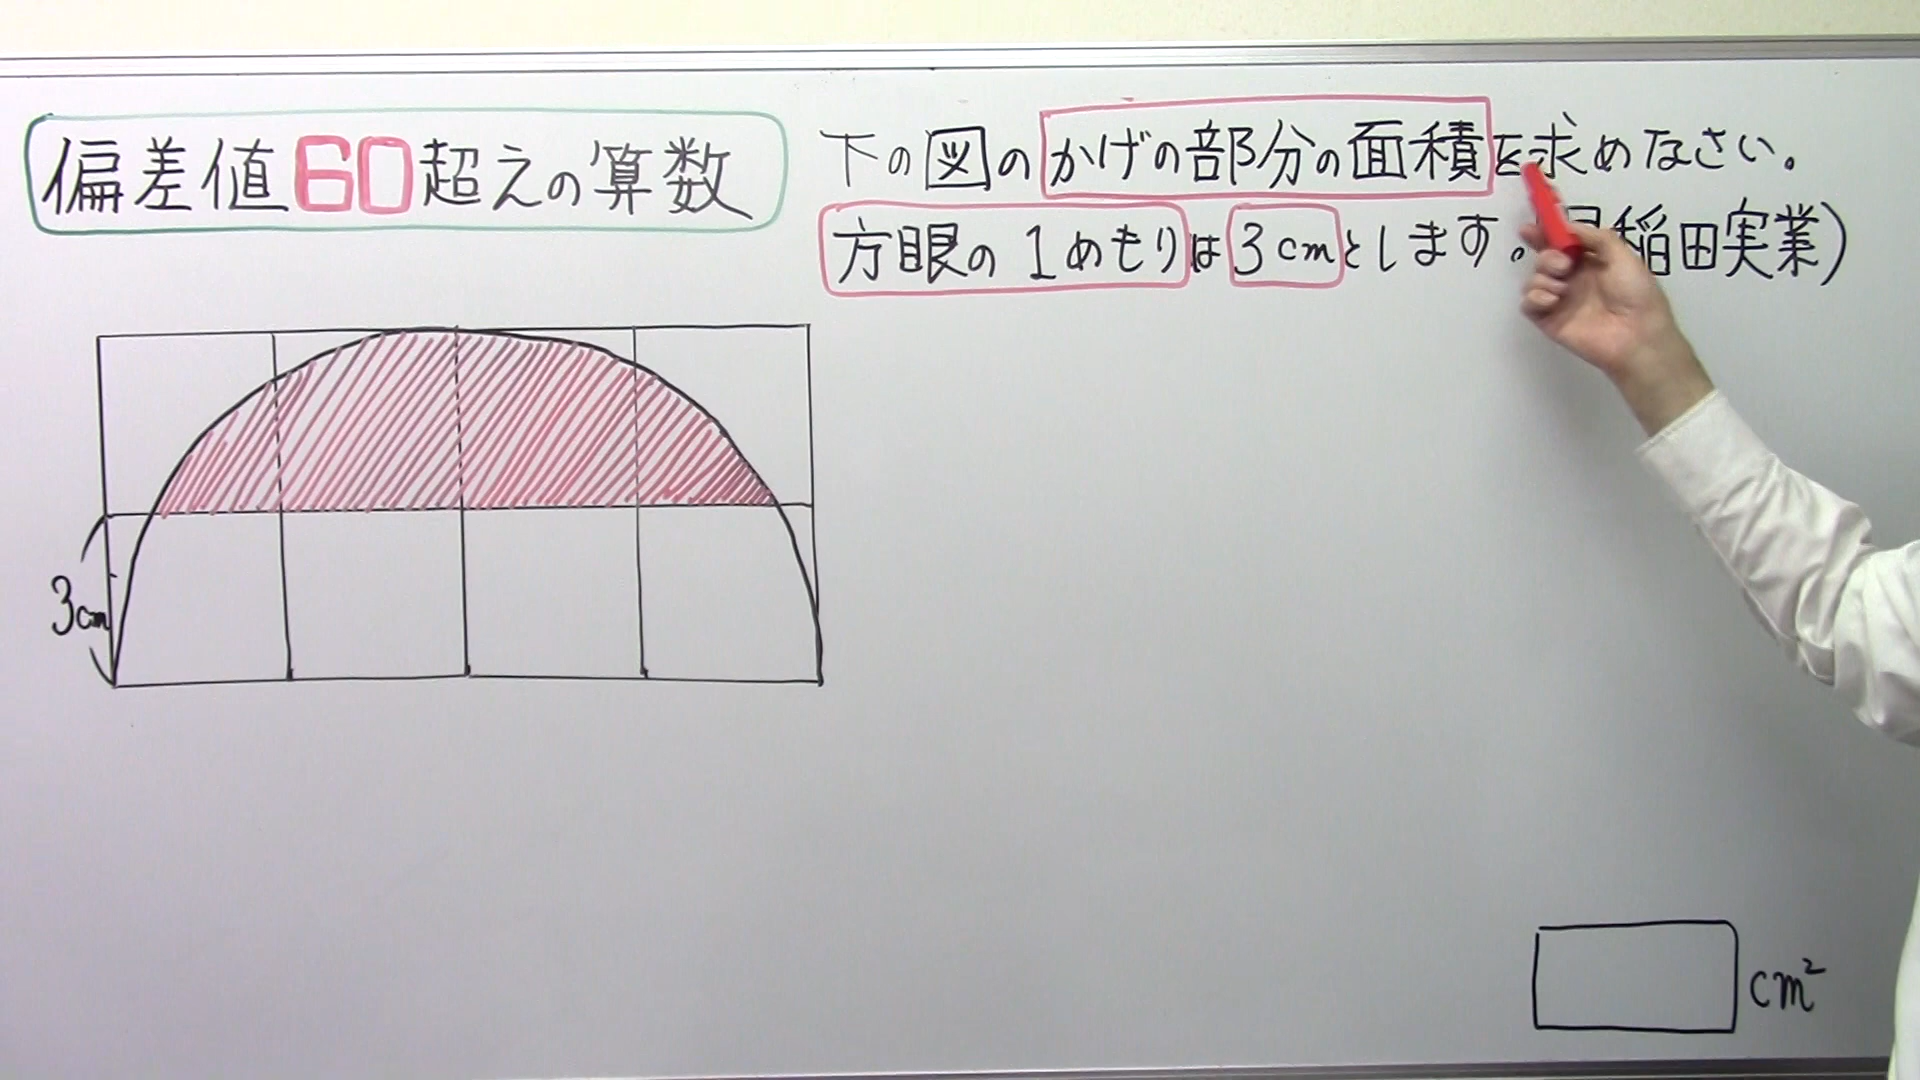 偏差値60超えの算数
下の図のかげの部分の面積を求めなさい。
方眼の1めもりは3cmとします。稲田実業)
3cm
cm²